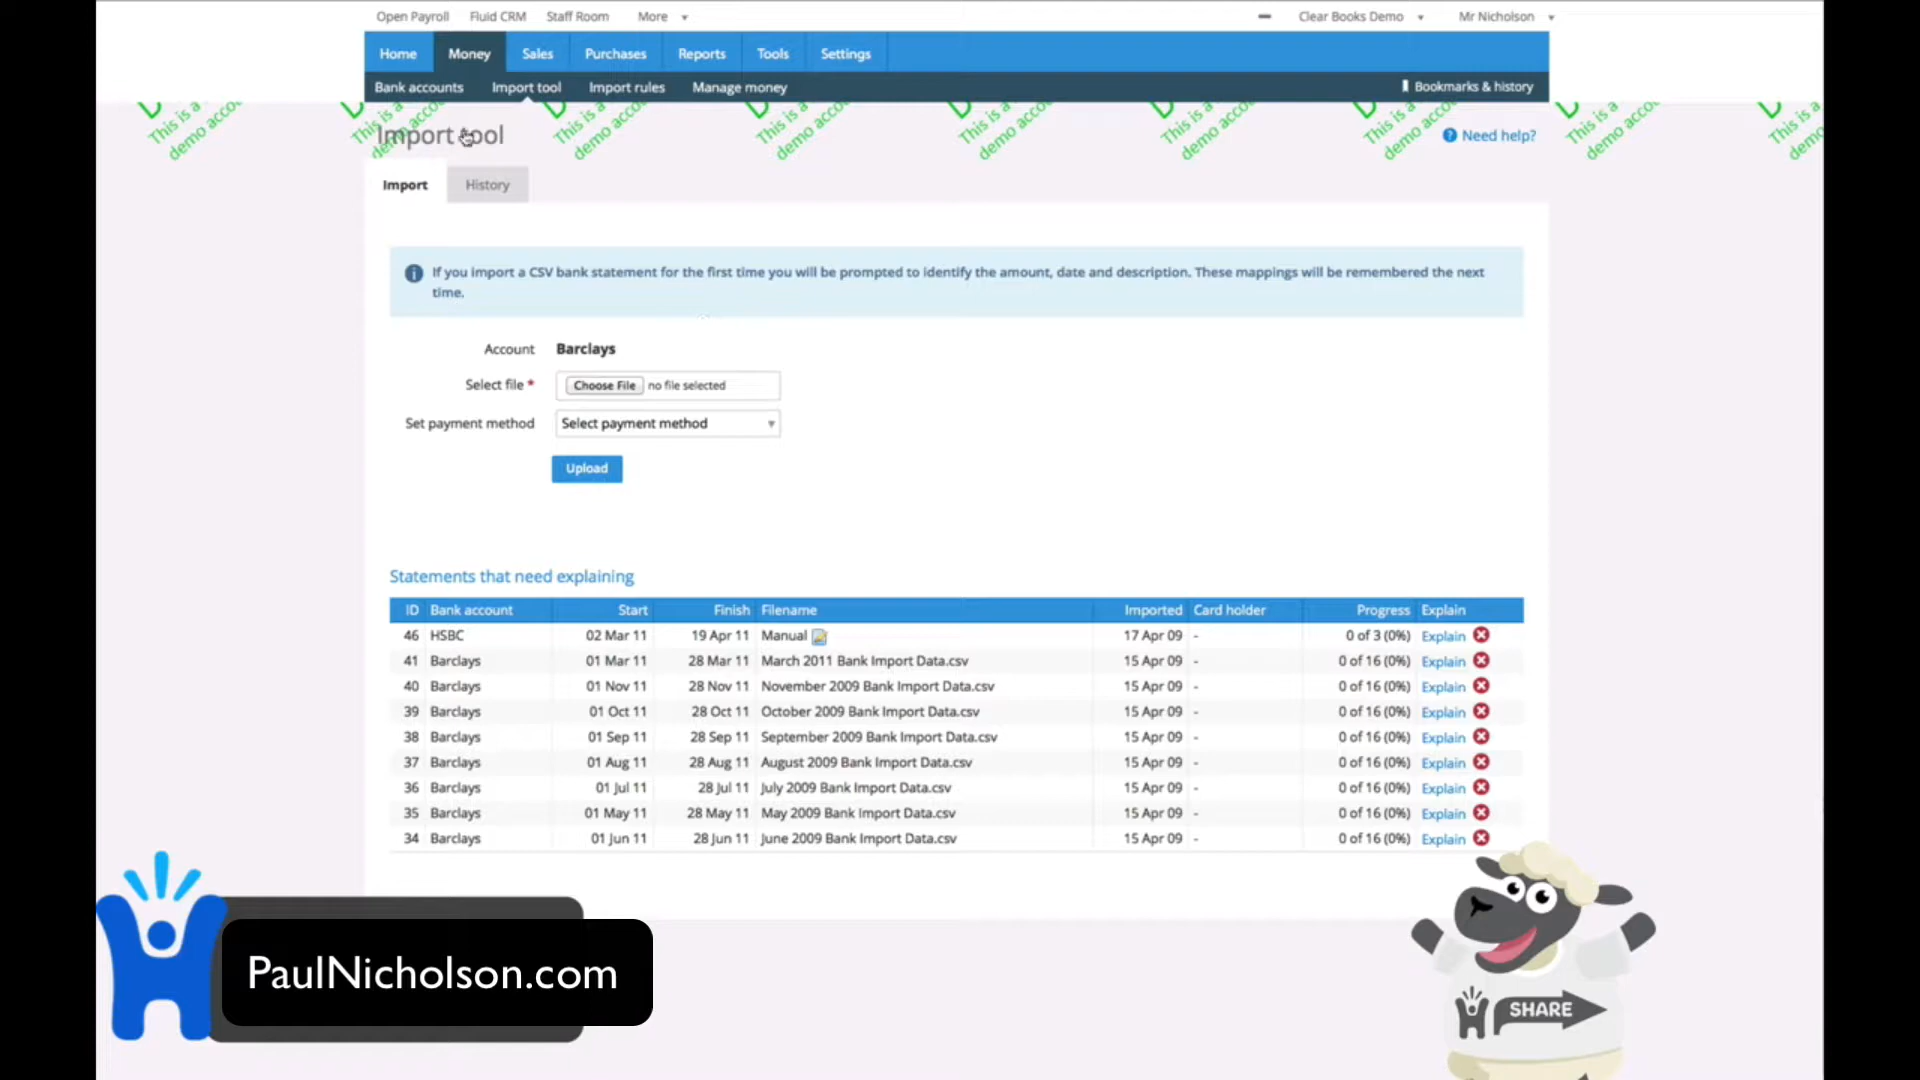 Open Payroll Fluid CRM Staff Room More Clear Books Demo Mr Nicholson
Home Money Sales Purchases Reports Tools Settings
Bank accounts Import tool Import rules Manage money Bookmarks & history
This is a demo account
Import tool
Need help?
Import History
If you import a CSV bank statement for the first time you will be prompted to identify the amount, date and description. These mappings will be remembered the next
time.
Account Barclays
Select file * Choose File no file selected
Set payment method Select payment method
Upload
Statements that need explaining
ID Bank account Start Finish Filename Imported Card holder Progress Explain
46 HSBC 02 Mar 11 19 Apr 11 Manual 17 Apr 09 - 0 of 3 (0%) Explain
41 Barclays 01 Mar 11 28 Mar 11 March 2011 Bank Import Data.csv 15 Apr 09 - 0 of 16 (0%) Explain
40 Barclays 01 Nov 11 28 Nov 11 November 2009 Bank Import Data.csv 15 Apr 09 - 0 of 16 (0%) Explain
39 Barclays 01 Oct 11 28 Oct 11 October 2009 Bank Import Data.csv 15 Apr 09 - 0 of 16 (0%) Explain
38 Barclays 01 Sep 11 28 Sep 11 September 2009 Bank Import Data.csv 15 Apr 09 - 0 of 16 (0%) Explain
37 Barclays 01 Aug 11 28 Aug 11 August 2009 Bank Import Data.csv 15 Apr 09 - 0 of 16 (0%) Explain
36 Barclays 01 Jul 11 28 Jul 11 July 2009 Bank Import Data.csv 15 Apr 09 - 0 of 16 (0%) Explain
35 Barclays 01 May 11 28 May 11 May 2009 Bank Import Data.csv 15 Apr 09 - 0 of 16 (0%) Explain
34 Barclays 01 Jun 11 28 Jun 11 June 2009 Bank Import Data.csv 15 Apr 09 - 0 of 16 (0%) Explain
PaulNicholson.com
SHARE